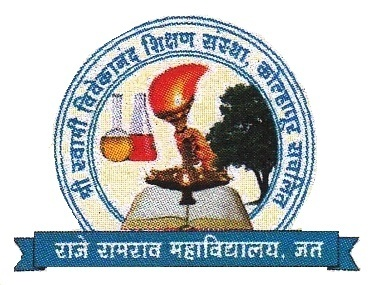 श्री स्वामी विवेकानंद शिक्षण संस्था, कोल्हापूर संचलित
राजे रामराव महाविद्यालय, जत